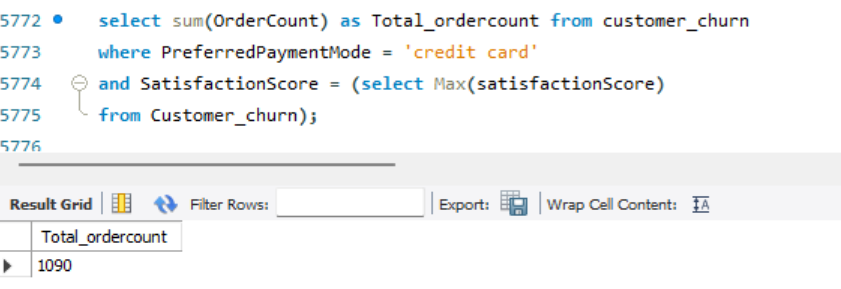 5772 select sum(OrderCount) as Total_ordercount from customer_churn
5773 where PreferredPaymentMode = 'credit card'
5774 and SatisfactionScore = (select Max(satisfactionScore)
5775 from Customer_churn);
5776
Result Grid Filter Rows: Export: Wrap Cell Content:
Total_ordercount
1090